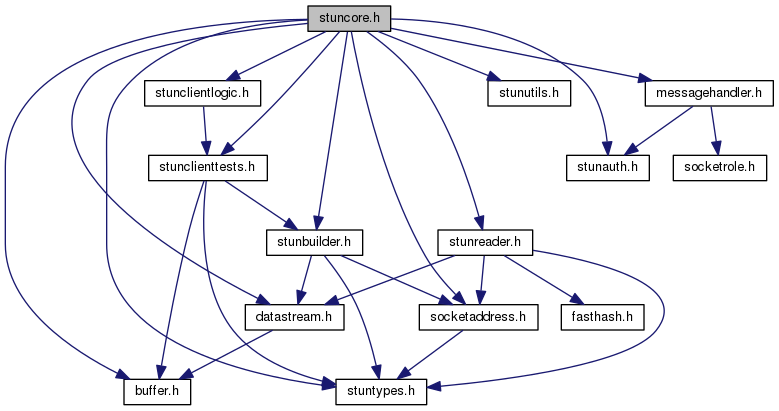 stuncore.h
stunclientlogic.h
stunutils.h
messagehandler.h
stunclienttests.h
stunauth.h
socketrole.h
stunbuilder.h
stunreader.h
datastream.h
socketaddress.h
fasthash.h
buffer.h
stuntypes.h